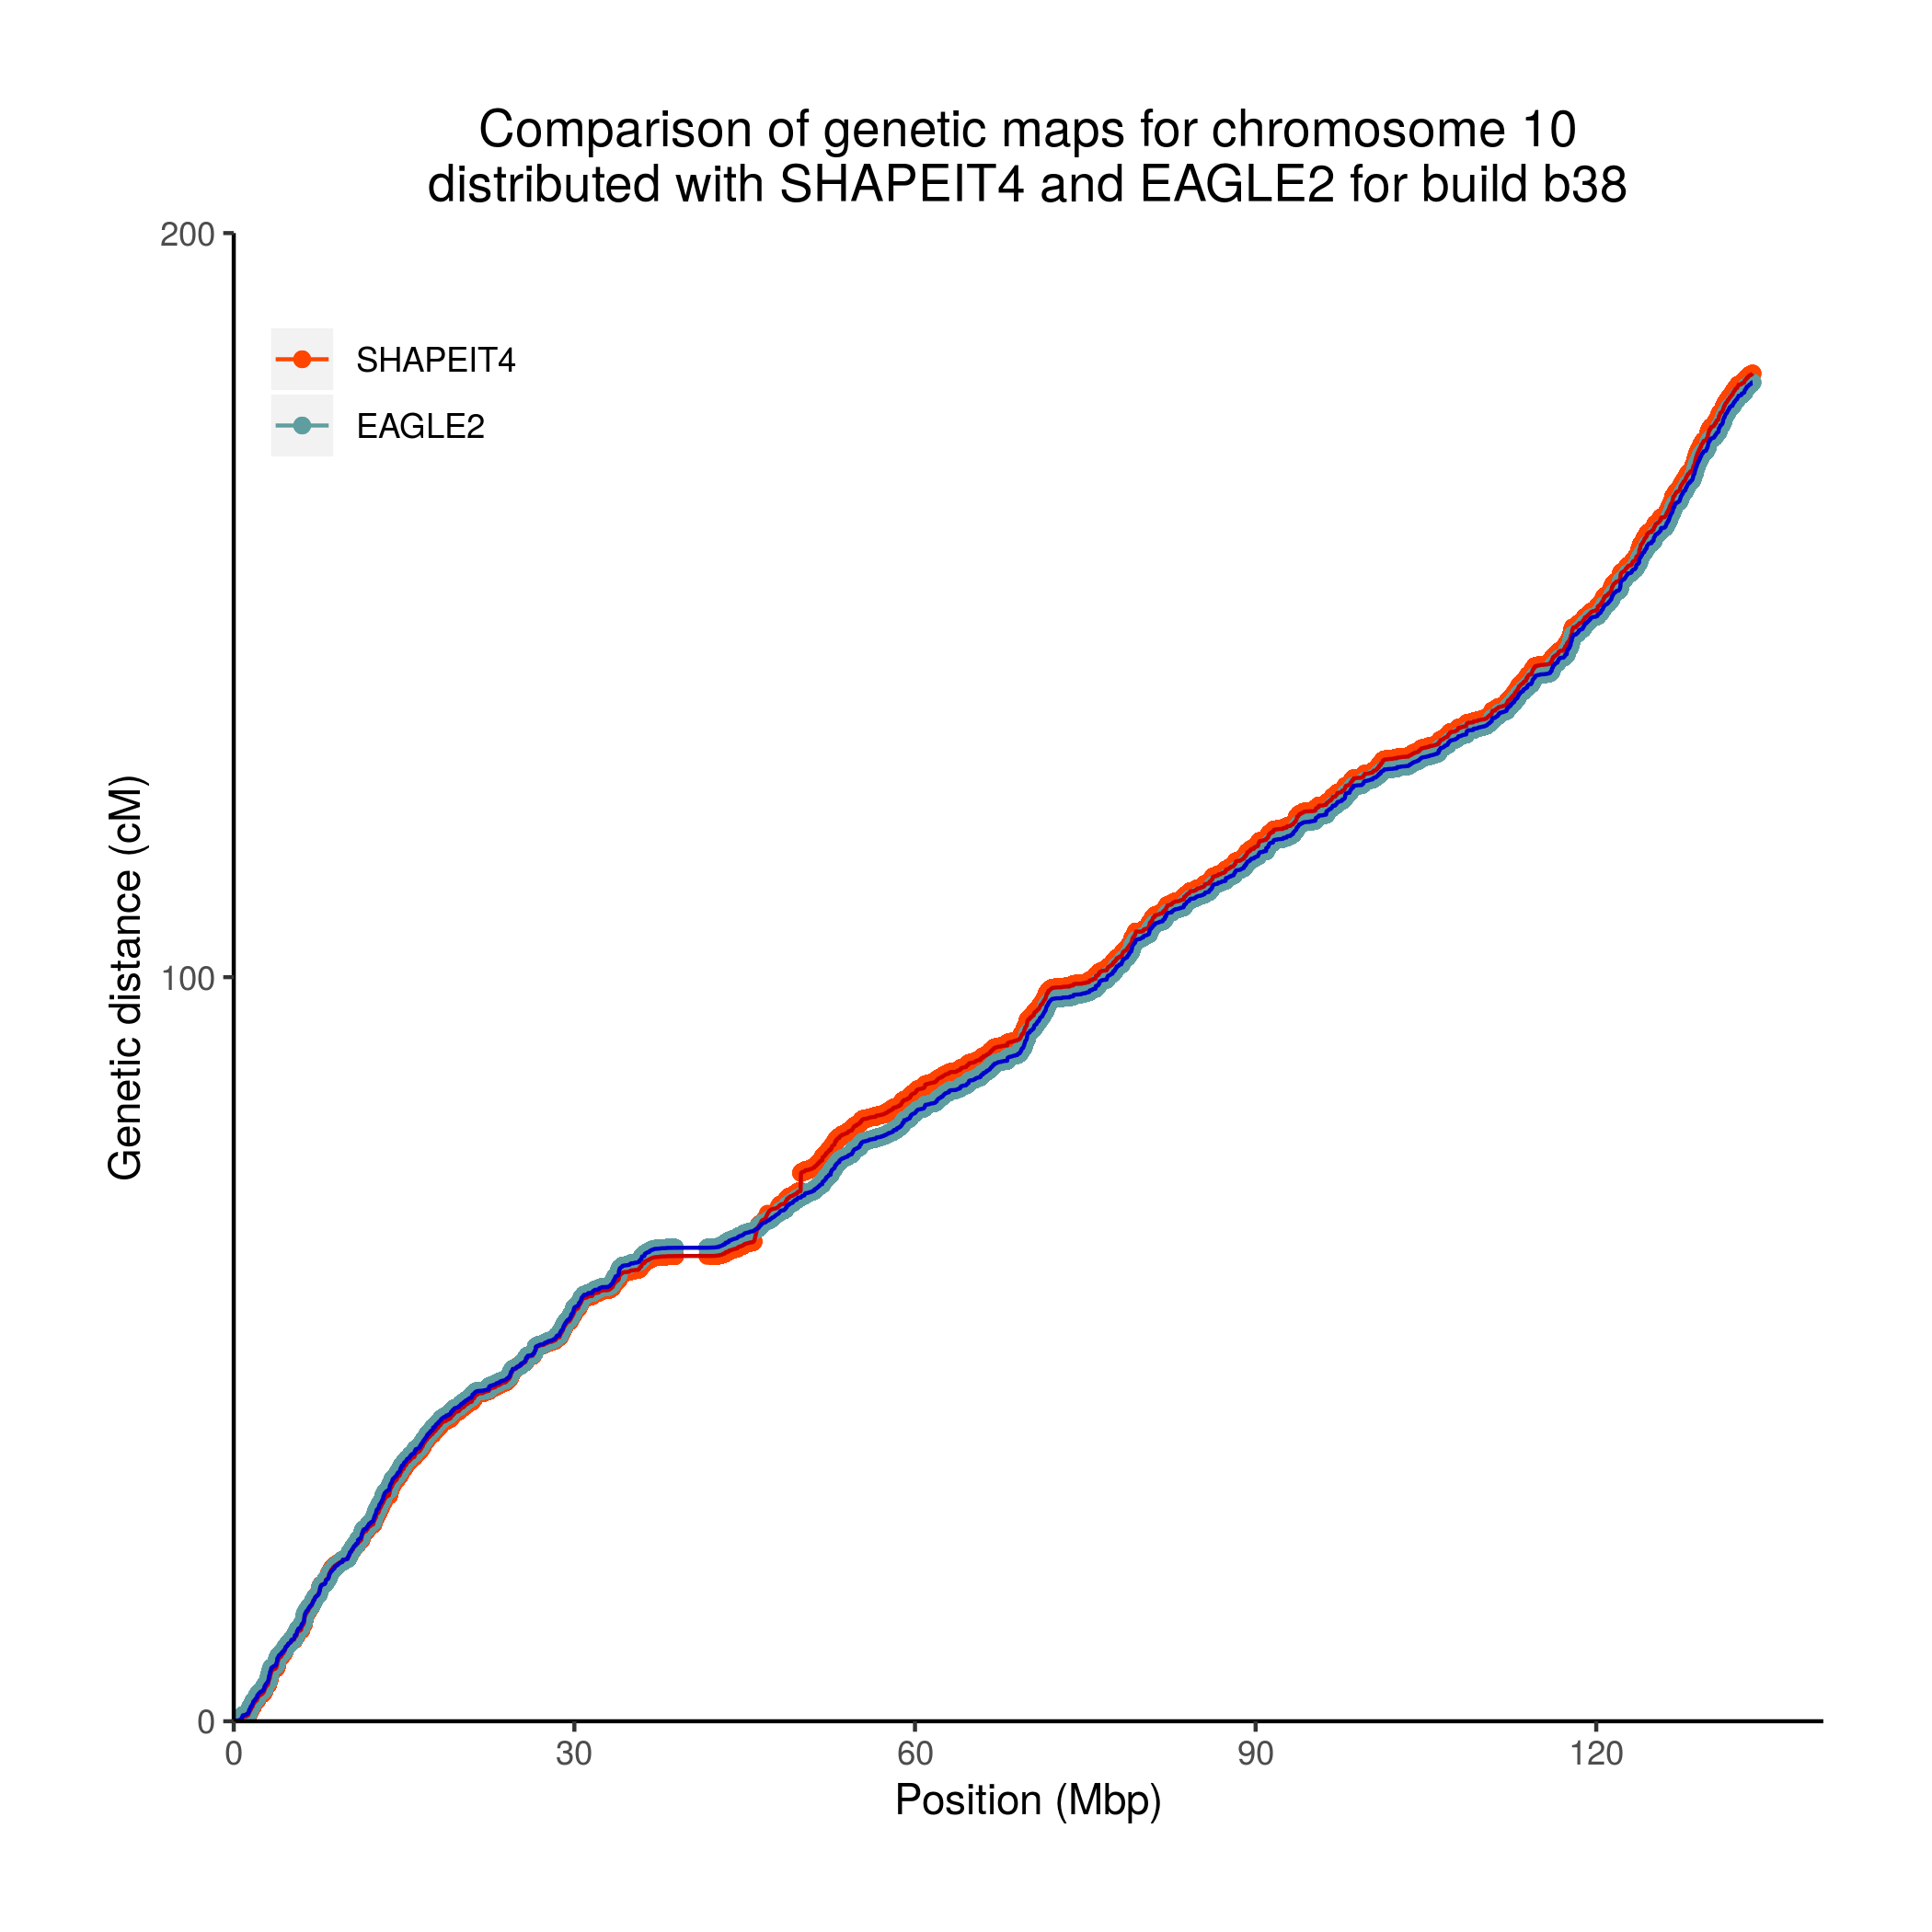 Comparison of genetic maps for chromosome 10
distributed with SHAPEIT4 and EAGLE2 for build b38
200
SHAPEIT4
EAGLE2
Genetic distance (cM)
100
0
0 30 60 90 120
Position (Mbp)